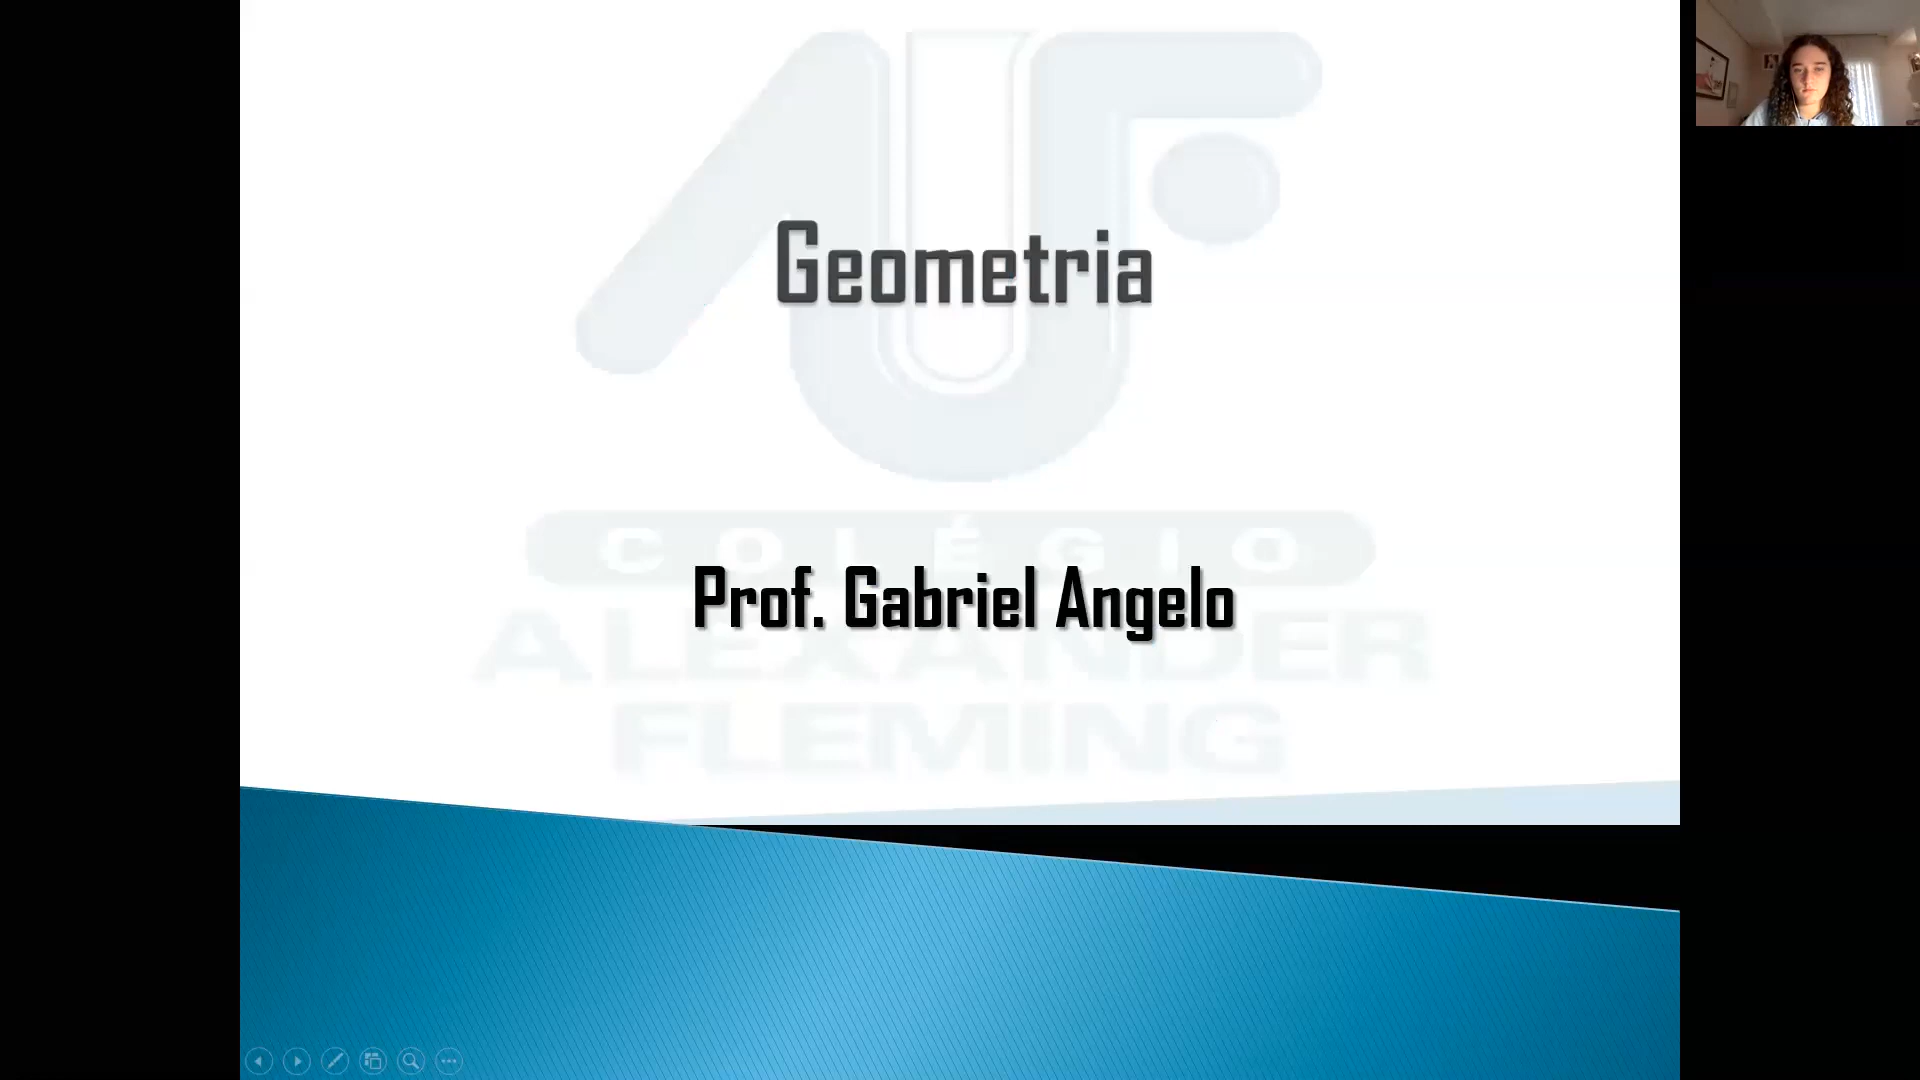 Geometria
COLÉGIO
Prof. Gabriel Angelo
ALEXANDER
FLEMING